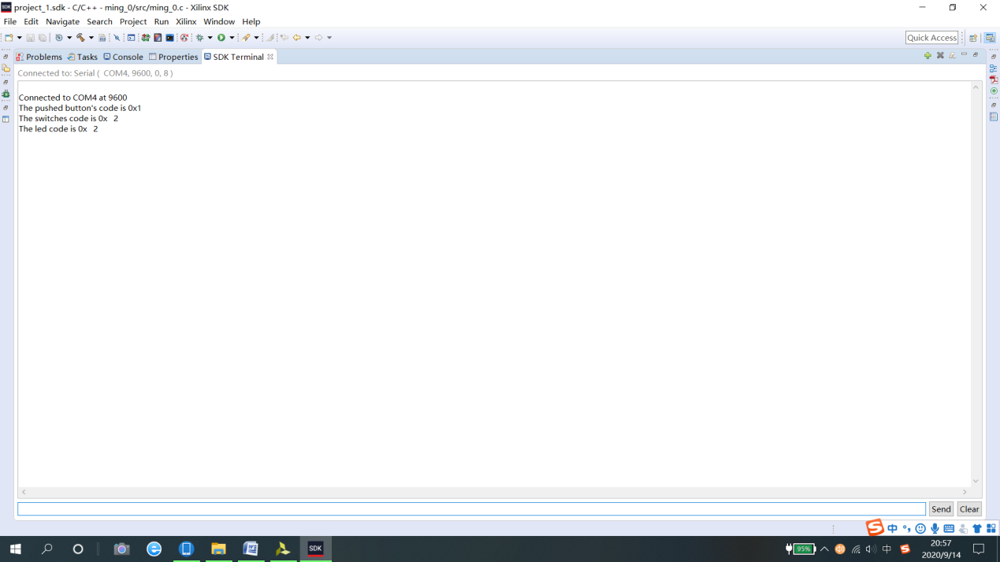 SDK project_1.sdk - C/C++ - ming_0/src/ming_0.c - Xilinx SDK
File Edit Navigate Search Project Run Xilinx Window Help
Quick Access
Problems Tasks Console Properties SDK Terminal
Connected to: Serial ( COM4, 9600, 0, 8 )
Connected to COM4 at 9600
The pushed button's code is 0x1
The switches code is 0x   2
The led code is 0x   2
Send Clear
S 中 °,
SDK
95% 中 S
20:57
2020/9/14